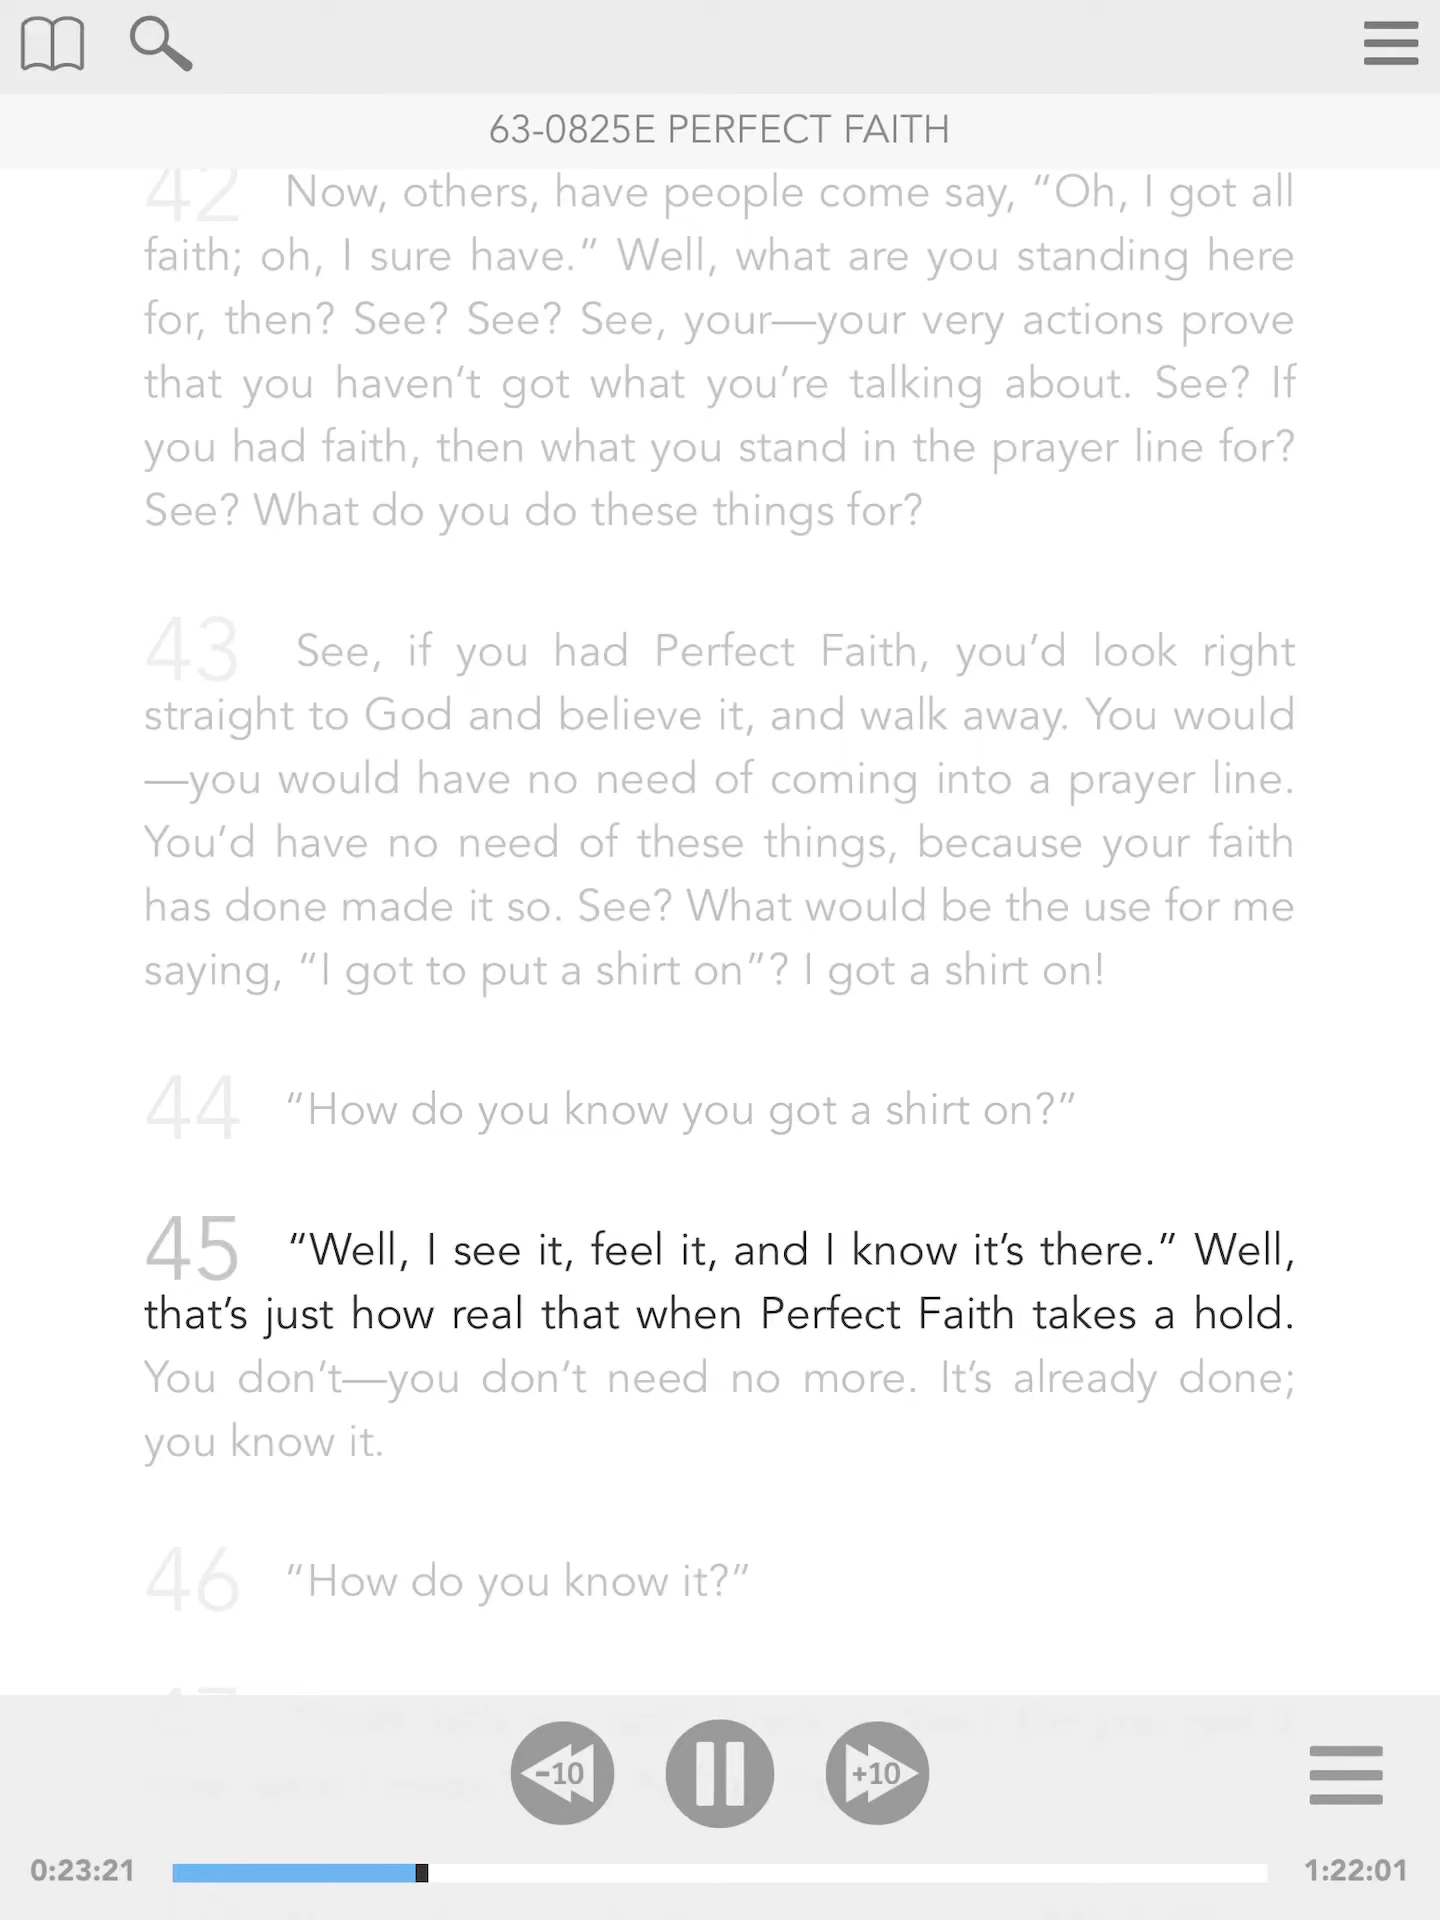 63-0825E PERFECT FAITH
42 Now, others, have people come say, “Oh, I got all
faith; oh, I sure have.” Well, what are you standing here
for, then? See? See? See, your—your very actions prove
that you haven’t got what you’re talking about. See? If
you had faith, then what you stand in the prayer line for?
See? What do you do these things for?
43 See, if you had Perfect Faith, you’d look right
straight to God and believe it, and walk away. You would
—you would have no need of coming into a prayer line.
You’d have no need of these things, because your faith
has done made it so. See? What would be the use for me
saying, “I got to put a shirt on”? I got a shirt on!
44 “How do you know you got a shirt on?”
45 “Well, I see it, feel it, and I know it’s there.” Well,
that’s just how real that when Perfect Faith takes a hold.
You don’t—you don’t need no more. It’s already done;
you know it.
46 “How do you know it?”
-10 +10
0:23:21 1:22:01